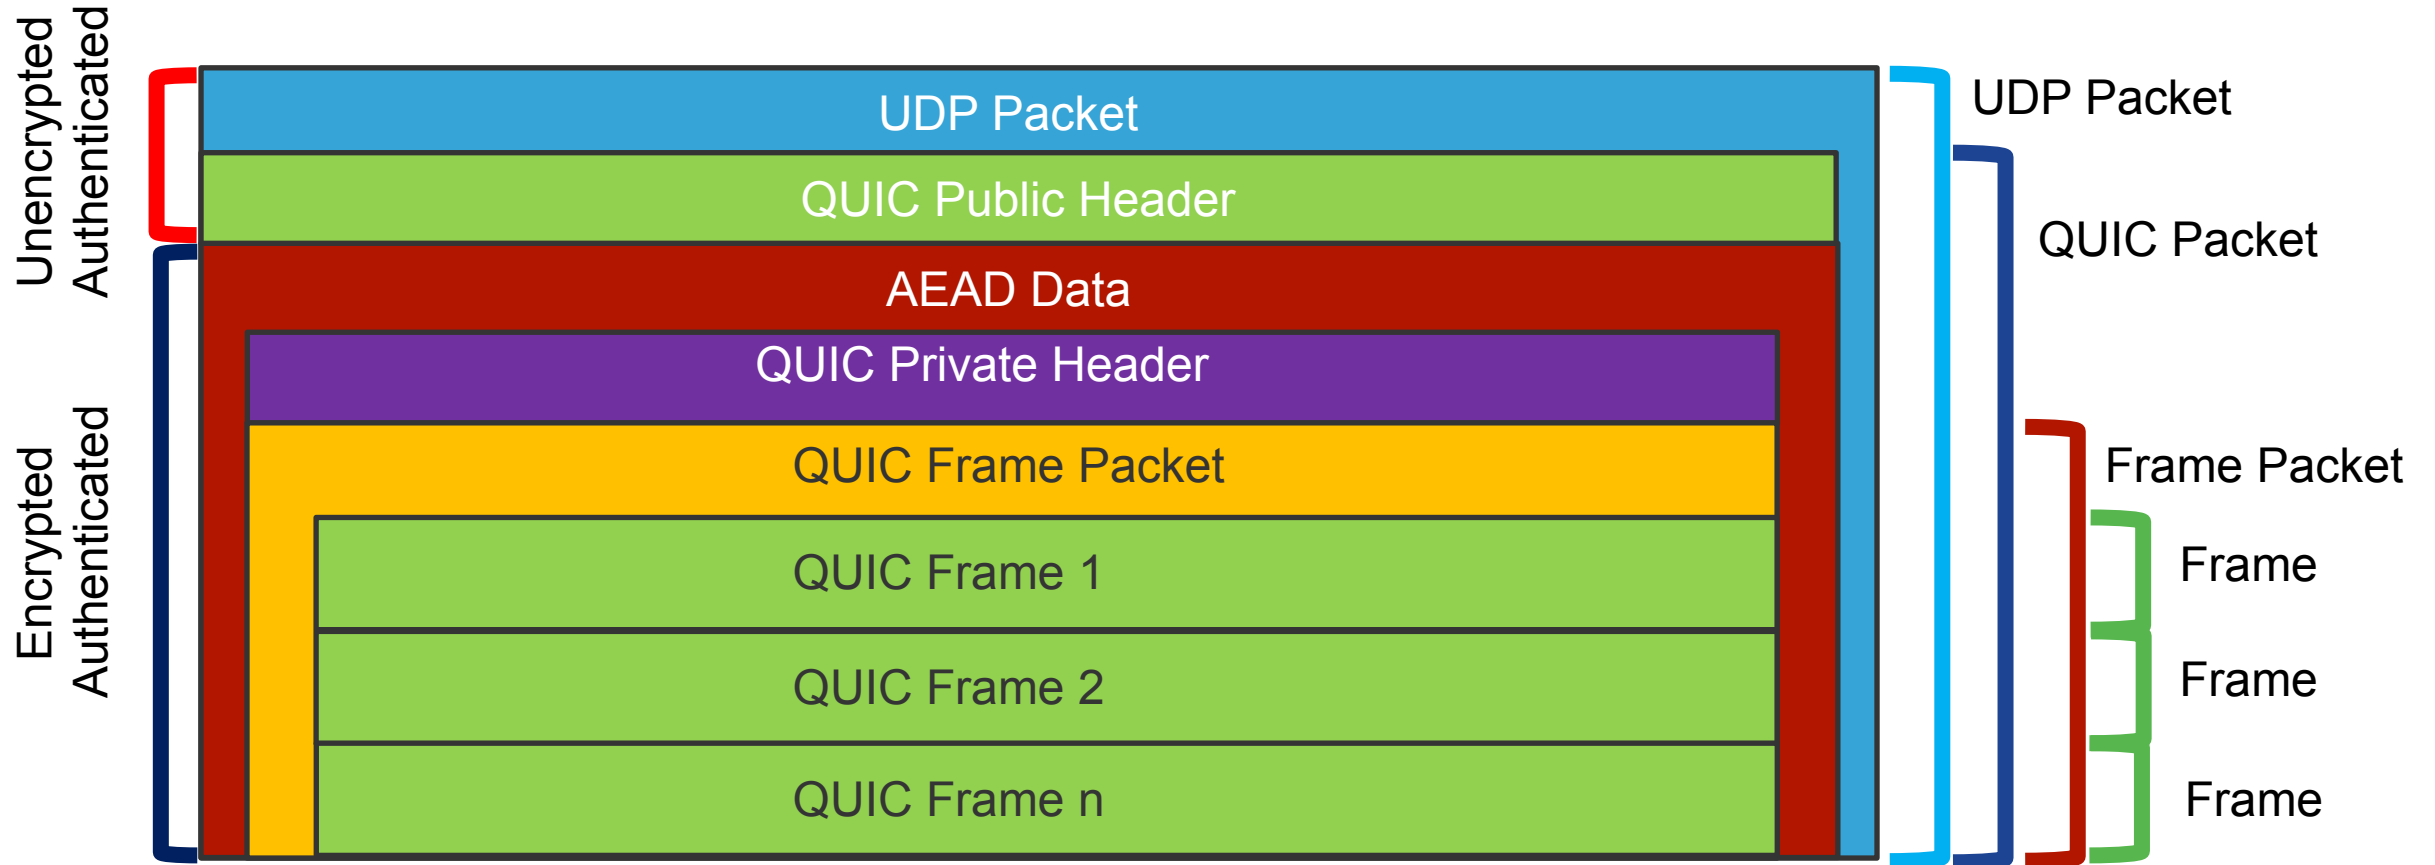 Unencrypted
Authenticated
Encrypted
Authenticated
UDP Packet
QUIC Public Header
AEAD Data
QUIC Private Header
QUIC Frame Packet
QUIC Frame 1
QUIC Frame 2
QUIC Frame n
UDP Packet
QUIC Packet
Frame Packet
Frame
Frame
Frame